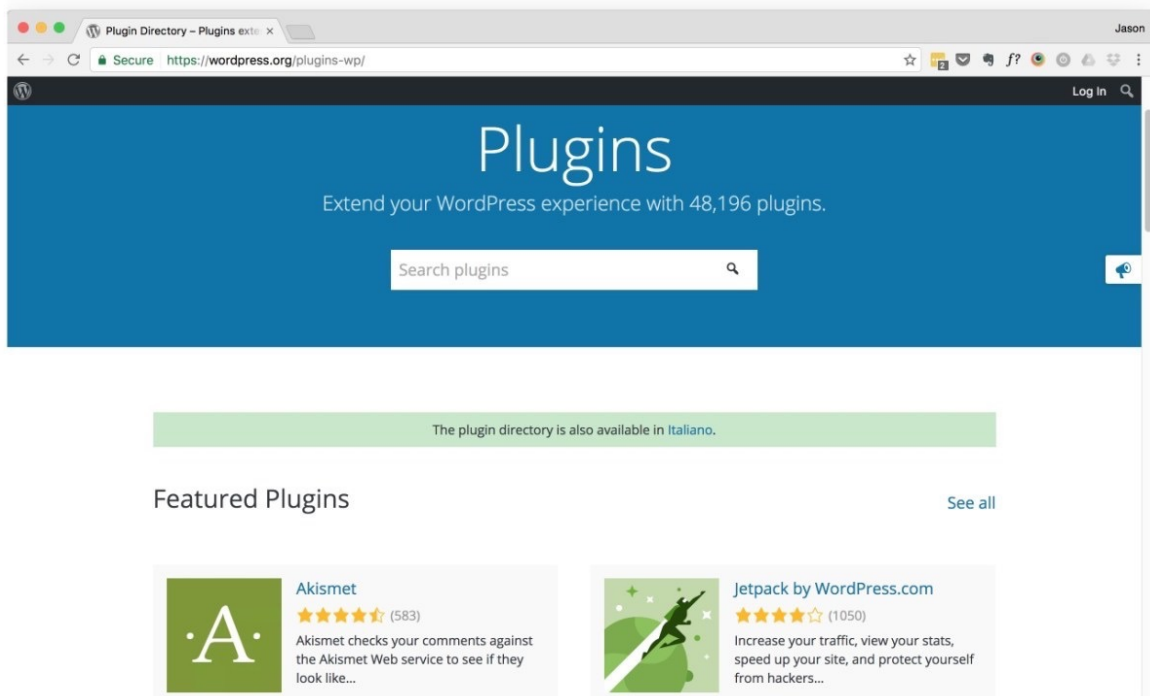 Plugin Directory – Plugins exte
Jason
Secure https://wordpress.org/plugins-wp/
2
f?
Log In
Plugins
Extend your WordPress experience with 48,196 plugins.
Search plugins
The plugin directory is also available in Italiano.
Featured Plugins
See all
·A·
Akismet
(583)
Akismet checks your comments against
the Akismet Web service to see if they
look like...
Jetpack by WordPress.com
(1050)
Increase your traffic, view your stats,
speed up your site, and protect yourself
from hackers...